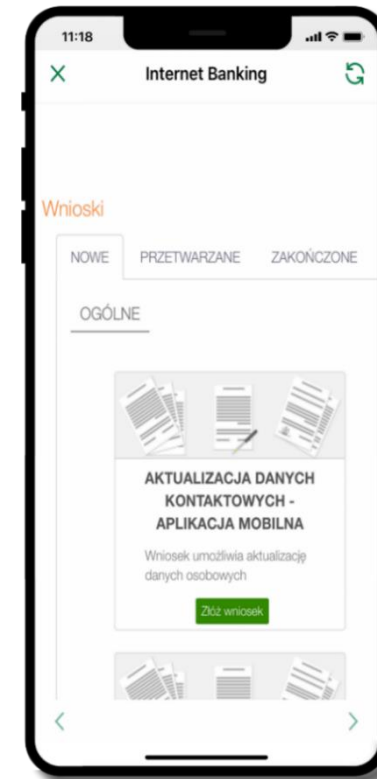 11:18
Internet Banking
Wnioski
NOWE PRZETWARZANE ZAKOŃCZONE
OGÓLNE
AKTUALIZACJA DANYCH
KONTAKTOWYCH -
APLIKACJA MOBILNA
Wniosek umożliwia aktualizację
danych osobowych
Złóż wniosek